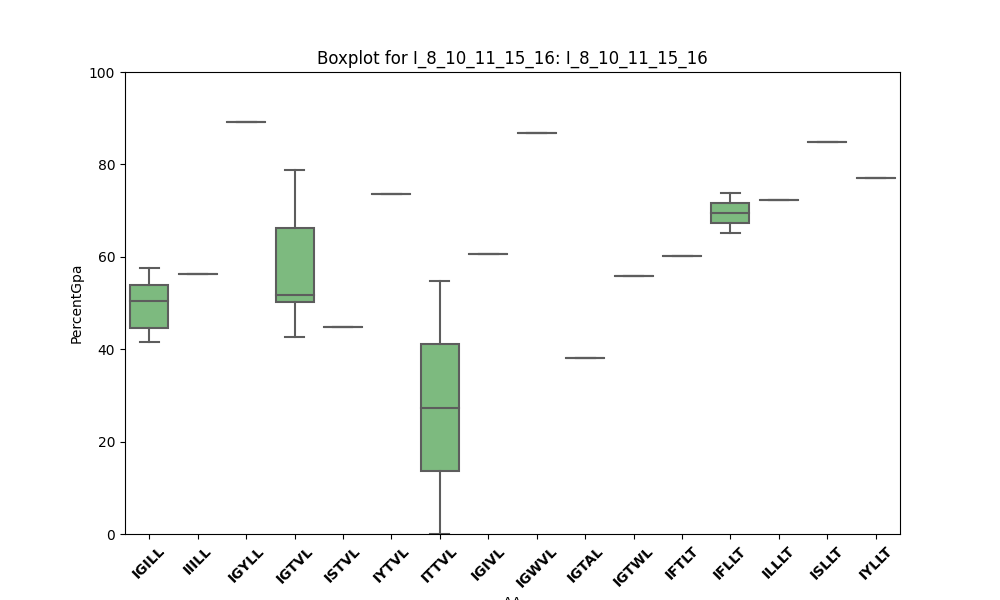 Boxplot for I_8_10_11_15_16: I_8_10_11_15_16
PercentGpa
100
80
60
40
20
0
IGILL IIILL IGYLL IGTVL ISTVL IYTVL ITTVL IGIVL IGWVL IGTAL IGTWL IFTLT IFLLT ILLLT ISLLT IYLLT
AA